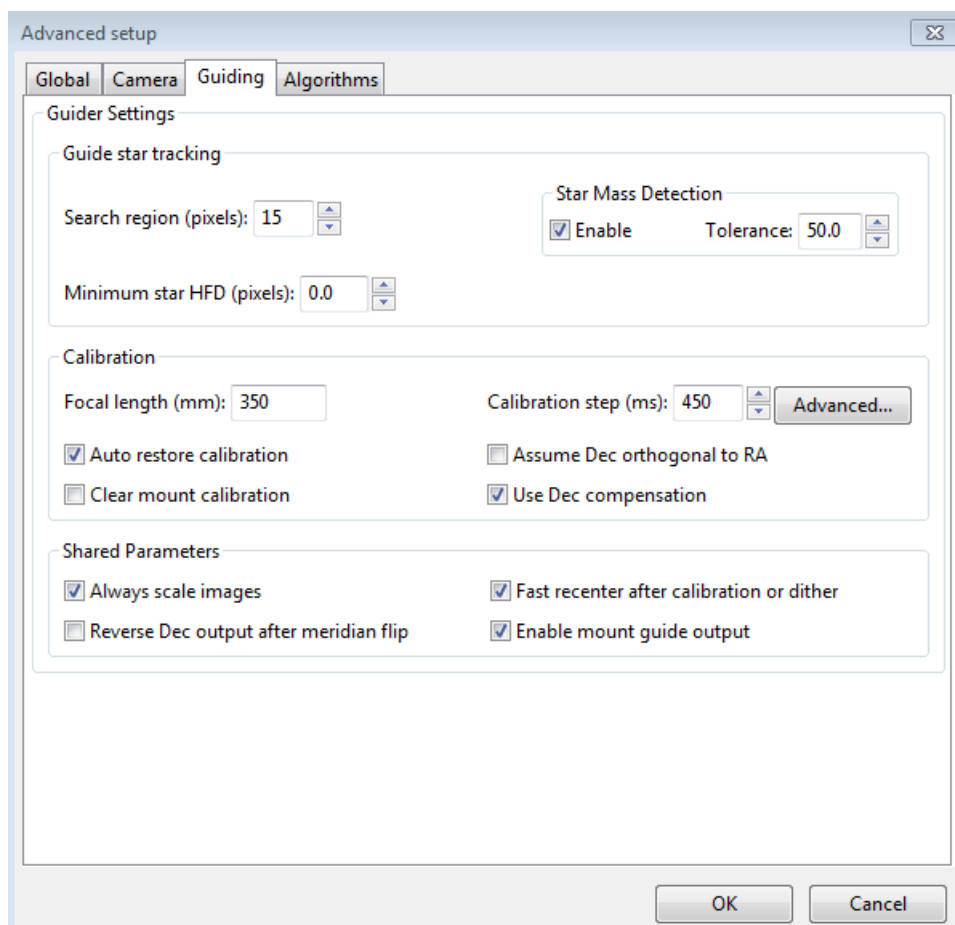 Advanced setup
Global Camera Guiding Algorithms
Guider Settings
Guide star tracking
Search region (pixels): 15
Star Mass Detection
Enable Tolerance: 50.0
Minimum star HFD (pixels): 0.0
Calibration
Focal length (mm): 350 Calibration step (ms): 450 Advanced...
Auto restore calibration Assume Dec orthogonal to RA
Clear mount calibration Use Dec compensation
Shared Parameters
Always scale images Fast recenter after calibration or dither
Reverse Dec output after meridian flip Enable mount guide output
OK Cancel